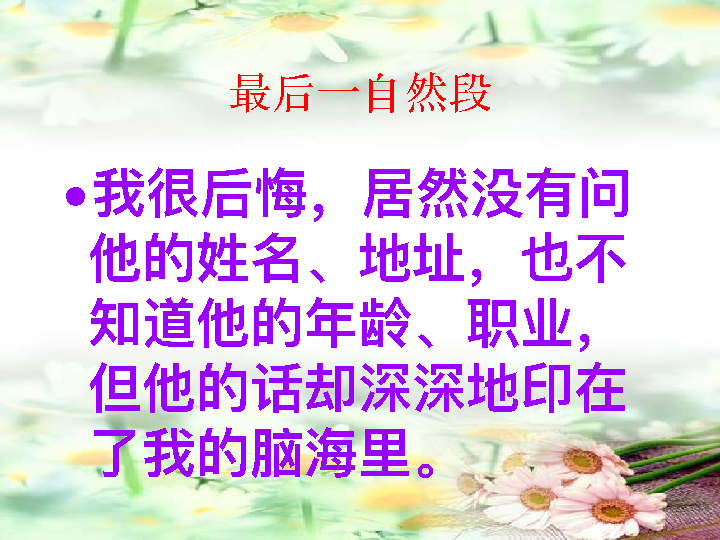 最后一自然段
•我很后悔，居然没有问
他的姓名、地址，也不
知道他的年龄、职业，
但他的话却深深地印在
了我的脑海里。